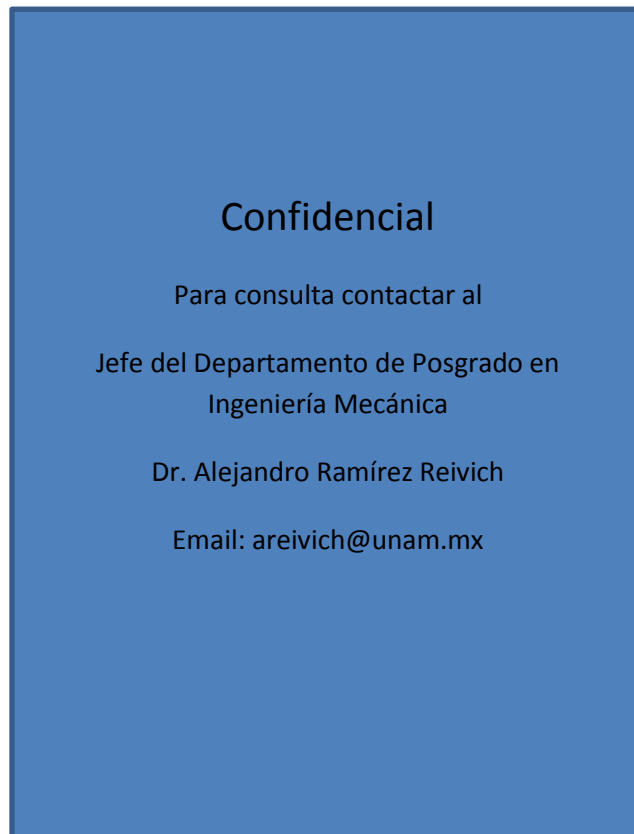 Confidencial
Para consulta contactar al
Jefe del Departamento de Posgrado en
Ingeniería Mecánica
Dr. Alejandro Ramírez Reivich
Email: areivich@unam.mx